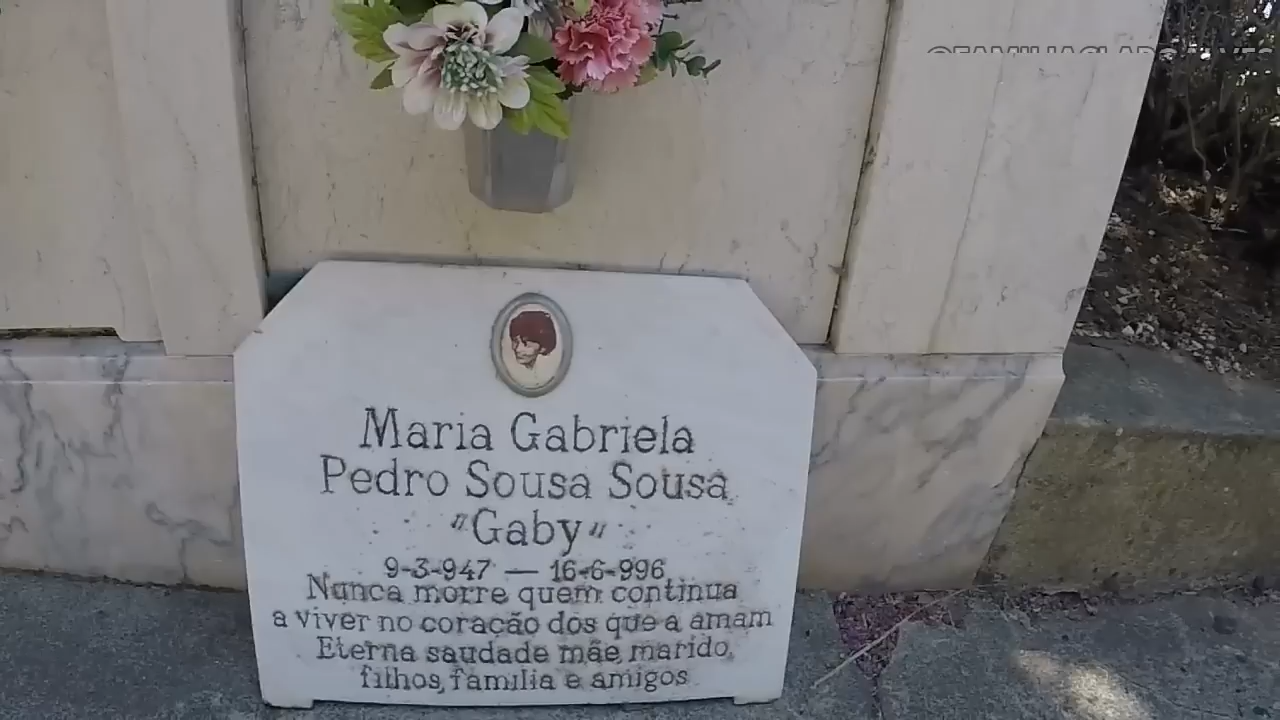 Maria Gabriela
Pedro Sousa Sousa
"Gaby"
9-3-947 — 16-6-996
Nunca morre quem continua
a viver no coração dos que a amam
Eterna saudade mãe, marido,
filhos, família e amigos